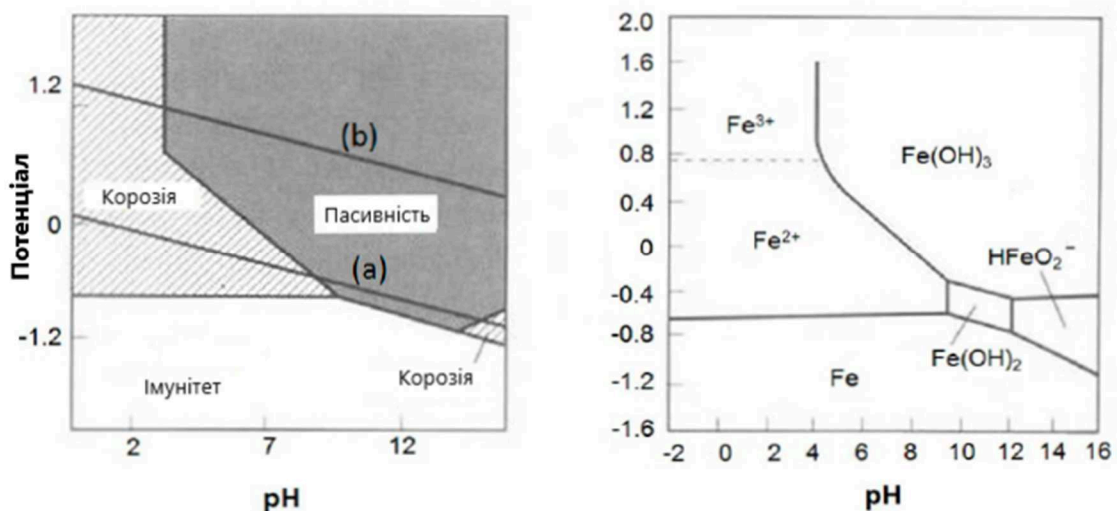 Потенціал
1.2
0
-1.2
Корозія
(b)
Пасивність
(a)
Імунітет
Корозія
2
7
12
pH
2.0
1.6
1.2
0.8
0.4
0
-0.4
-0.8
-1.2
-1.6
Fe³⁺
Fe(OH)₃
Fe²⁺
HFeO₂⁻
Fe(OH)₂
Fe
-2
0
2
4
6
8
10
12
14
16
pH